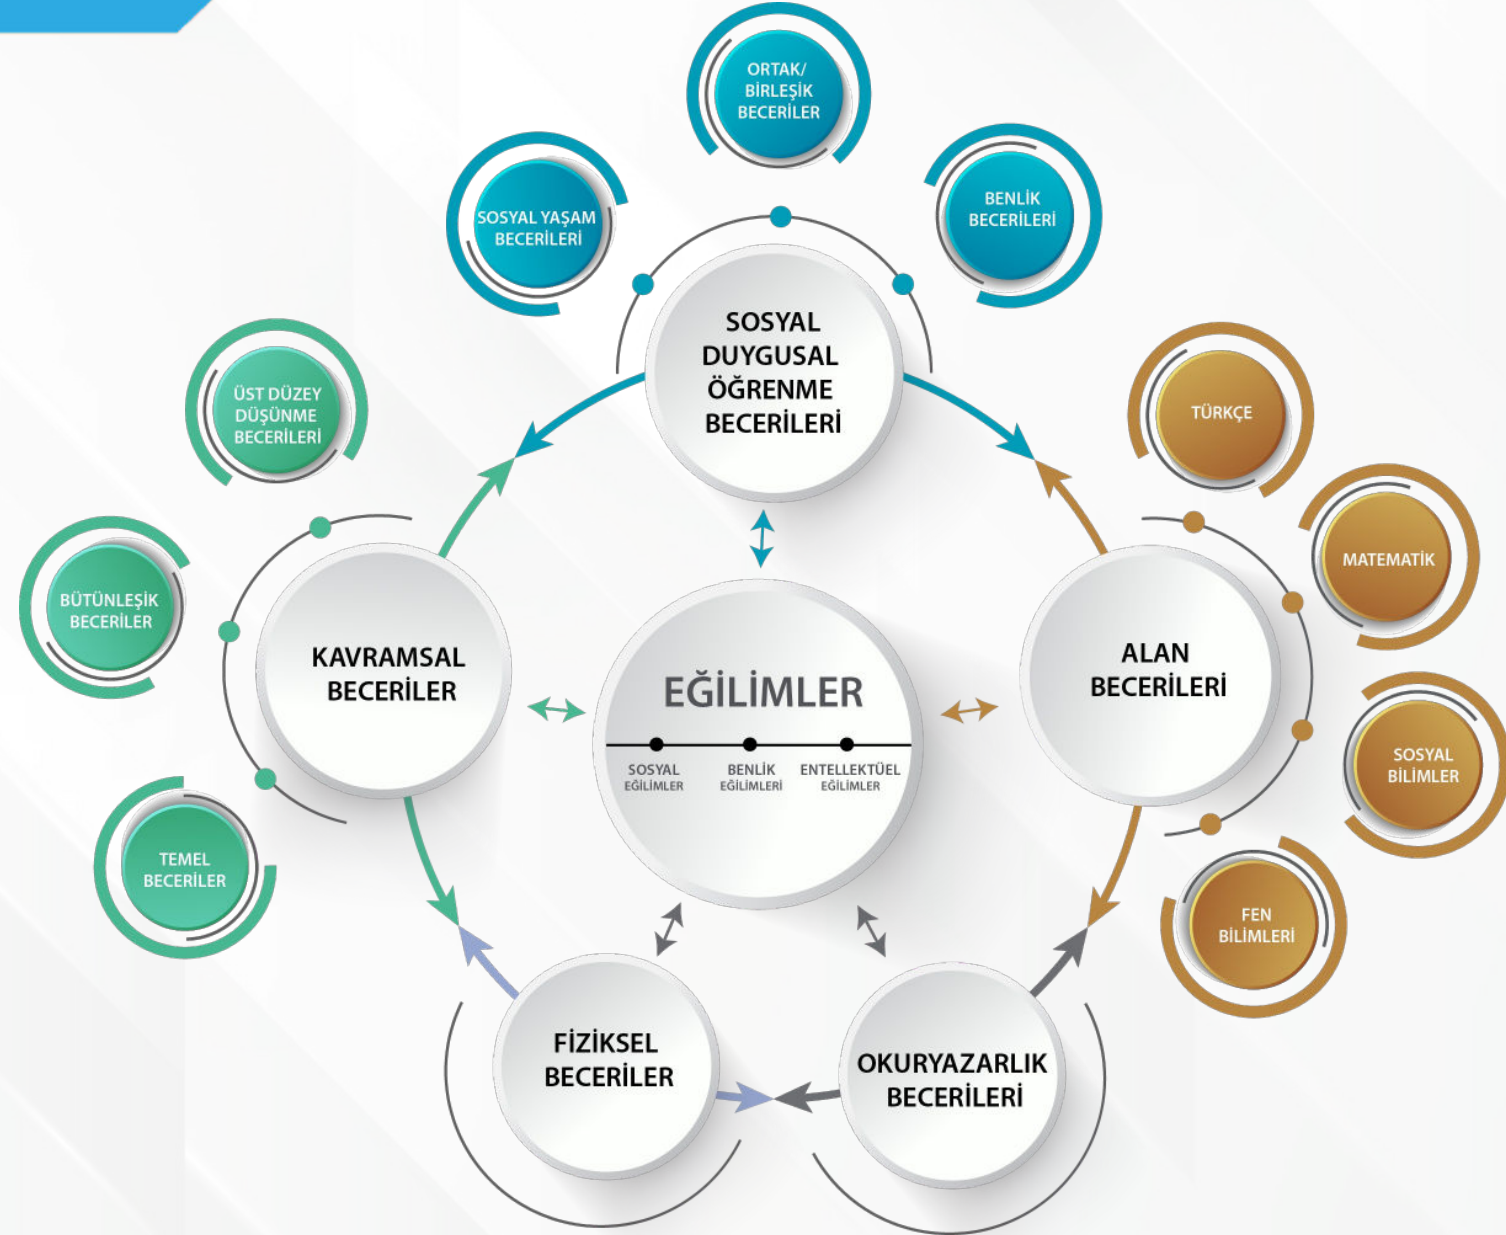 ORTAK/
BİRLEŞİK
BECERİLER
SOSYAL YAŞAM
BECERİLERİ
BENLİK
BECERİLERİ
SOSYAL
DUYGUSAL
ÖĞRENME
BECERİLERİ
ÜST DÜZEY
DÜŞÜNME
BECERİLERİ
BÜTÜNLEŞİK
BECERİLER
TEMEL
BECERİLER
KAVRAMSAL
BECERİLER
EĞİLİMLER
SOSYAL
EĞİLİMLER
BENLİK
EĞİLİMLERİ
ENTELLEKTÜEL
EĞİLİMLER
ALAN
BECERİLERİ
TÜRKÇE
MATEMATİK
SOSYAL
BİLİMLER
FEN
BİLİMLERİ
FİZİKSEL
BECERİLER
OKURYAZARLIK
BECERİLERİ